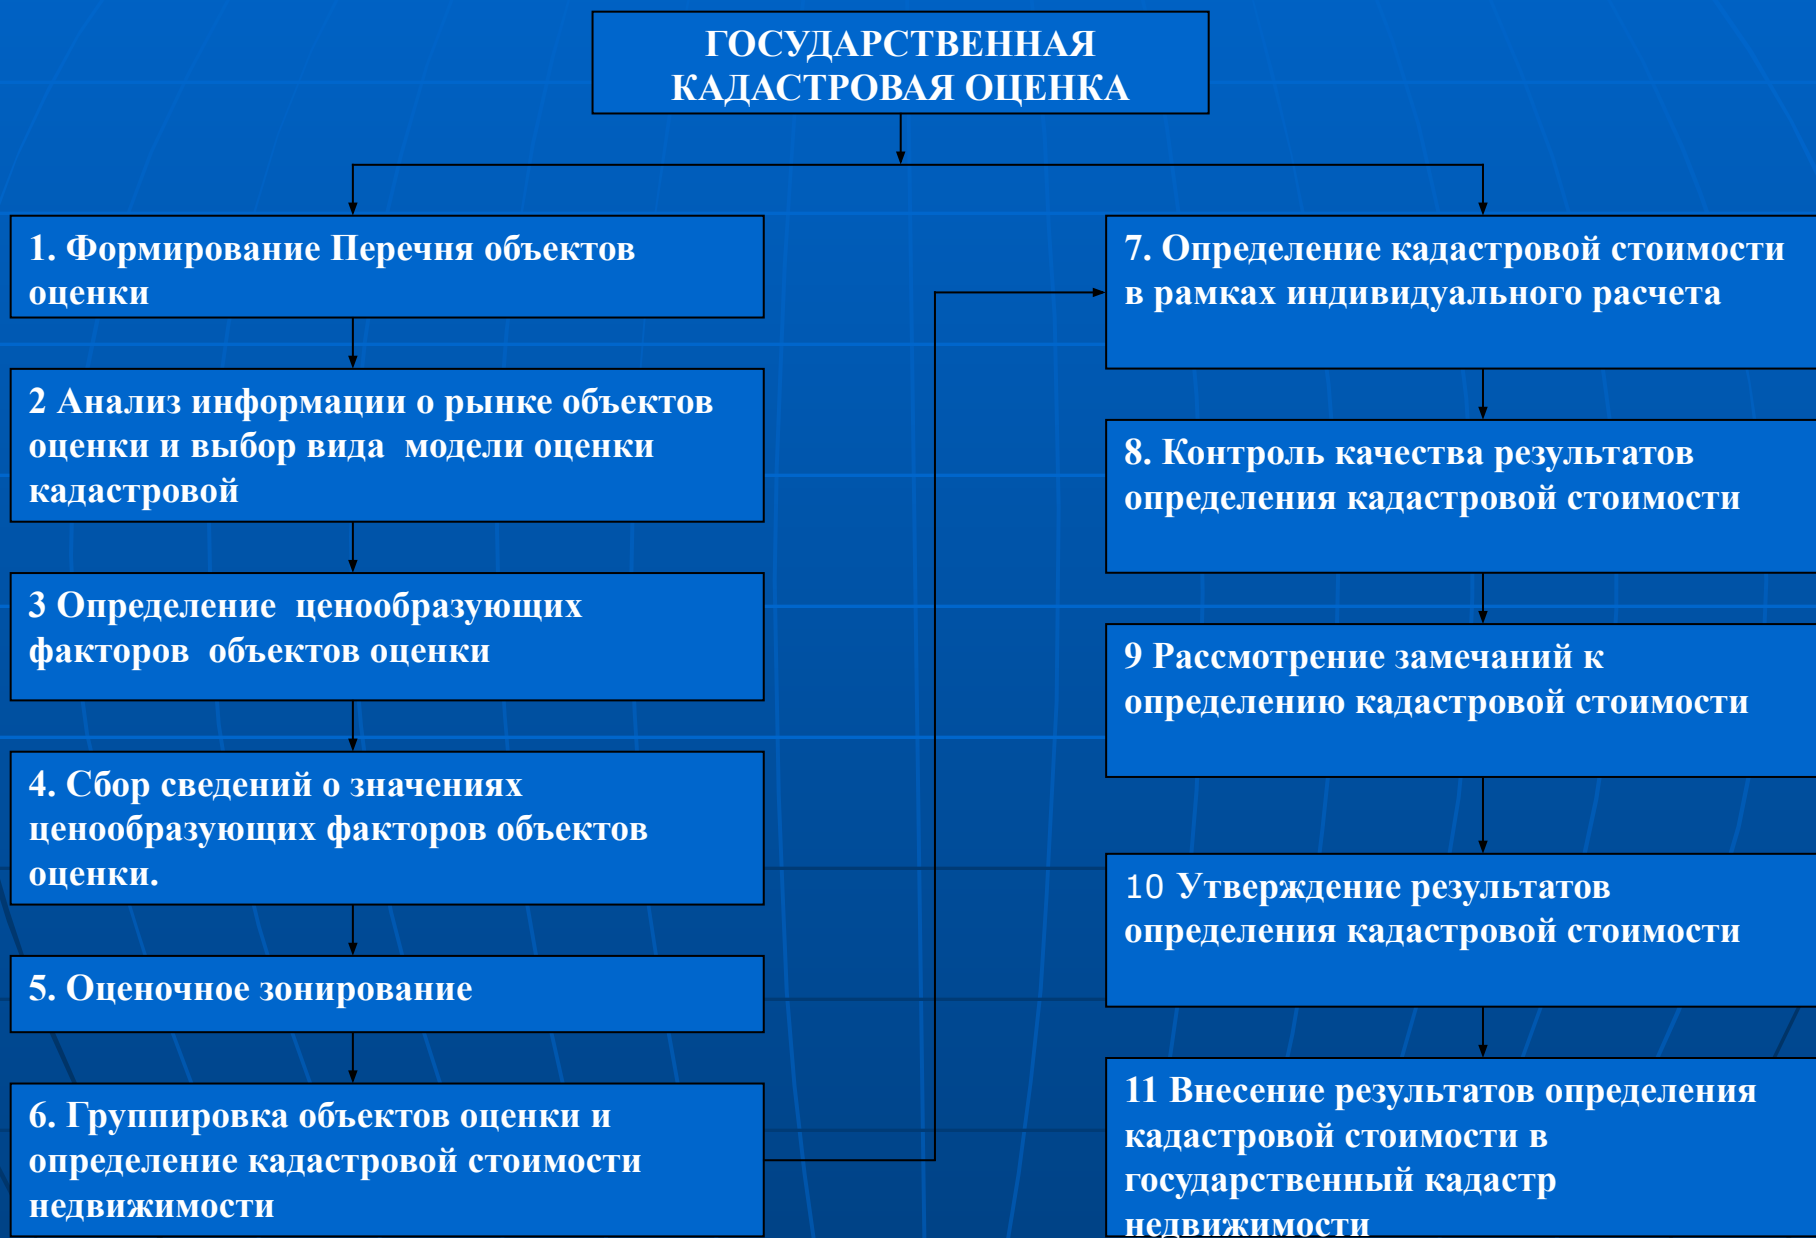 ГОСУДАРСТВЕННАЯ
КАДАСТРОВАЯ ОЦЕНКА
1. Формирование Перечня объектов
оценки
2 Анализ информации о рынке объектов
оценки и выбор вида  модели оценки
кадастровой
3 Определение  ценообразующих
факторов  объектов оценки
4. Сбор сведений о значениях
ценообразующих факторов объектов
оценки.
5. Оценочное зонирование
6. Группировка объектов оценки и
определение кадастровой стоимости
недвижимости
7. Определение кадастровой стоимости
в рамках индивидуального расчета
8. Контроль качества результатов
определения кадастровой стоимости
9 Рассмотрение замечаний к
определению кадастровой стоимости
10 Утверждение результатов
определения кадастровой стоимости
11 Внесение результатов определения
кадастровой стоимости в
государственный кадастр
недвижимости